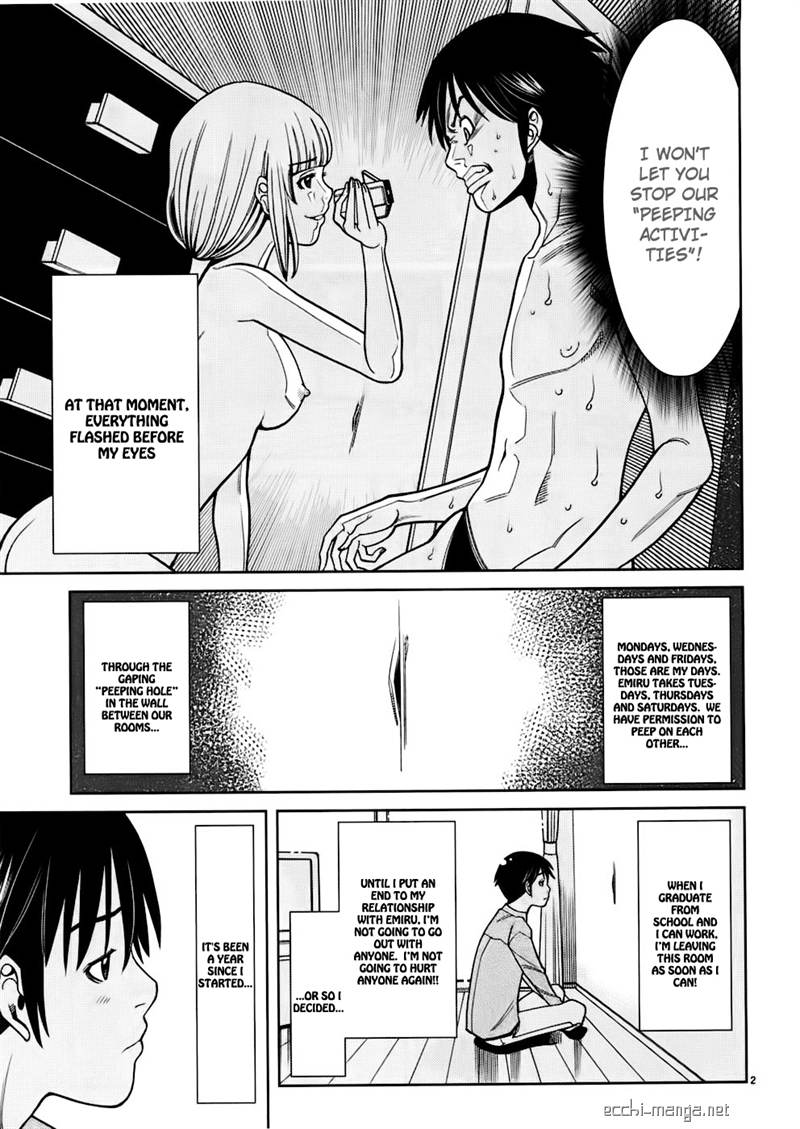 I WON'T
LET YOU
STOP OUR
"PEEPING
ACTIVI-
TIES"!
AT THAT MOMENT,
EVERYTHING
FLASHED BEFORE
MY EYES
MONDAYS, WEDNES-
DAYS AND FRIDAYS,
THOSE ARE MY DAYS.
EMIRU TAKES TUES-
DAYS, THURSDAYS
AND SATURDAYS. WE
HAVE PERMISSION TO
PEEP ON EACH
OTHER...
THROUGH THE
GAPING
"PEEPING HOLE"
IN THE WALL
BETWEEN OUR
ROOMS...
WHEN I
GRADUATE
FROM
SCHOOL AND
I CAN WORK,
I'M LEAVING
THIS ROOM
AS SOON AS I
CAN!
UNTIL I PUT AN
END TO MY
RELATIONSHIP
WITH EMIRU, I'M
NOT GOING TO GO
OUT WITH
ANYONE. I'M NOT
GOING TO HURT
ANYONE AGAIN!!
...OR SO I
DECIDED...
IT'S BEEN
A YEAR
SINCE I
STARTED...
2
ecchi-manga.net